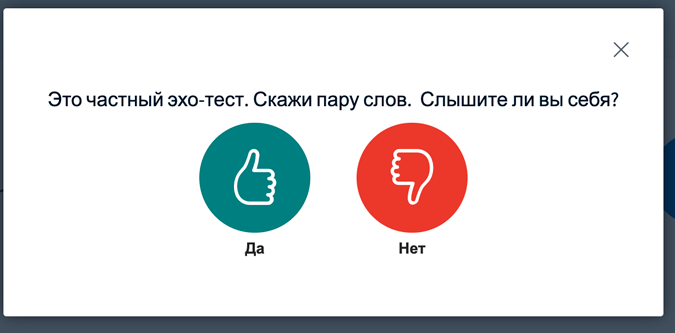 Это частный эхо-тест. Скажи пару слов.  Слышите ли вы себя?
Да
Нет